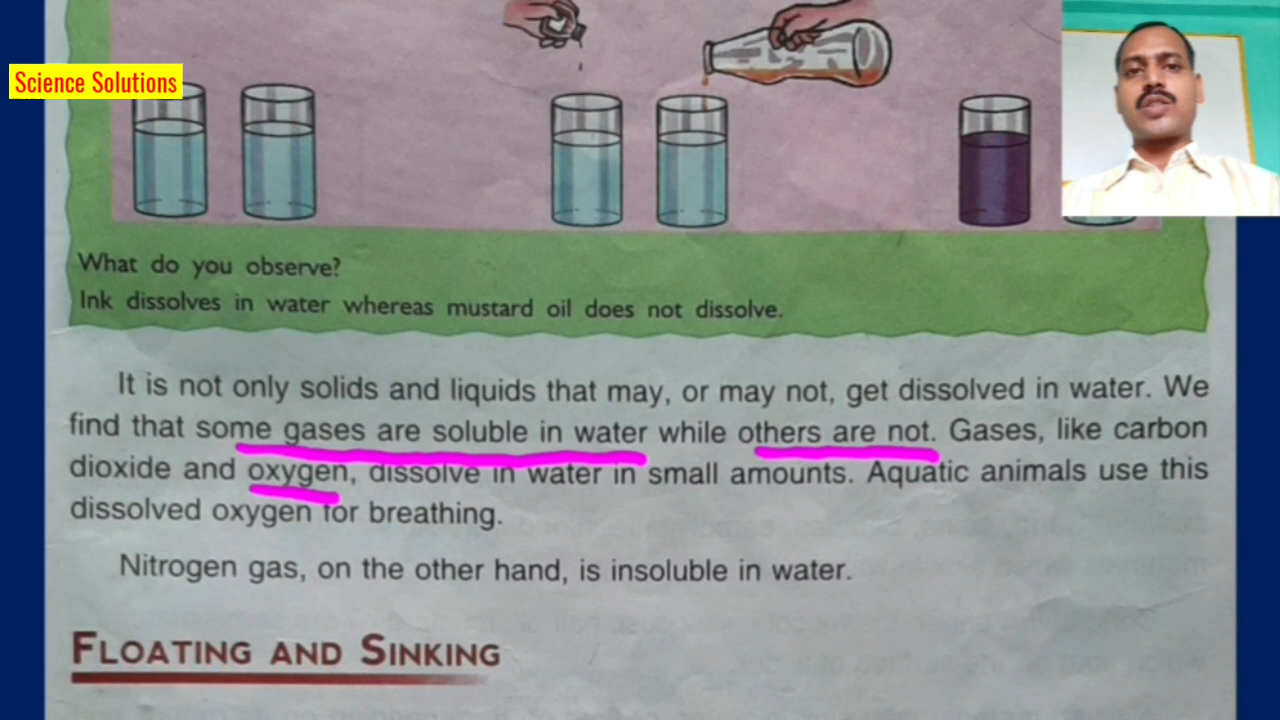 Science Solutions
What do you observe?
Ink dissolves in water whereas mustard oil does not dissolve.
It is not only solids and liquids that may, or may not, get dissolved in water. We
find that some gases are soluble in water while others are not. Gases, like carbon
dioxide and oxygen, dissolve in water in small amounts. Aquatic animals use this
dissolved oxygen for breathing.
Nitrogen gas, on the other hand, is insoluble in water.
FLOATING AND SINKING